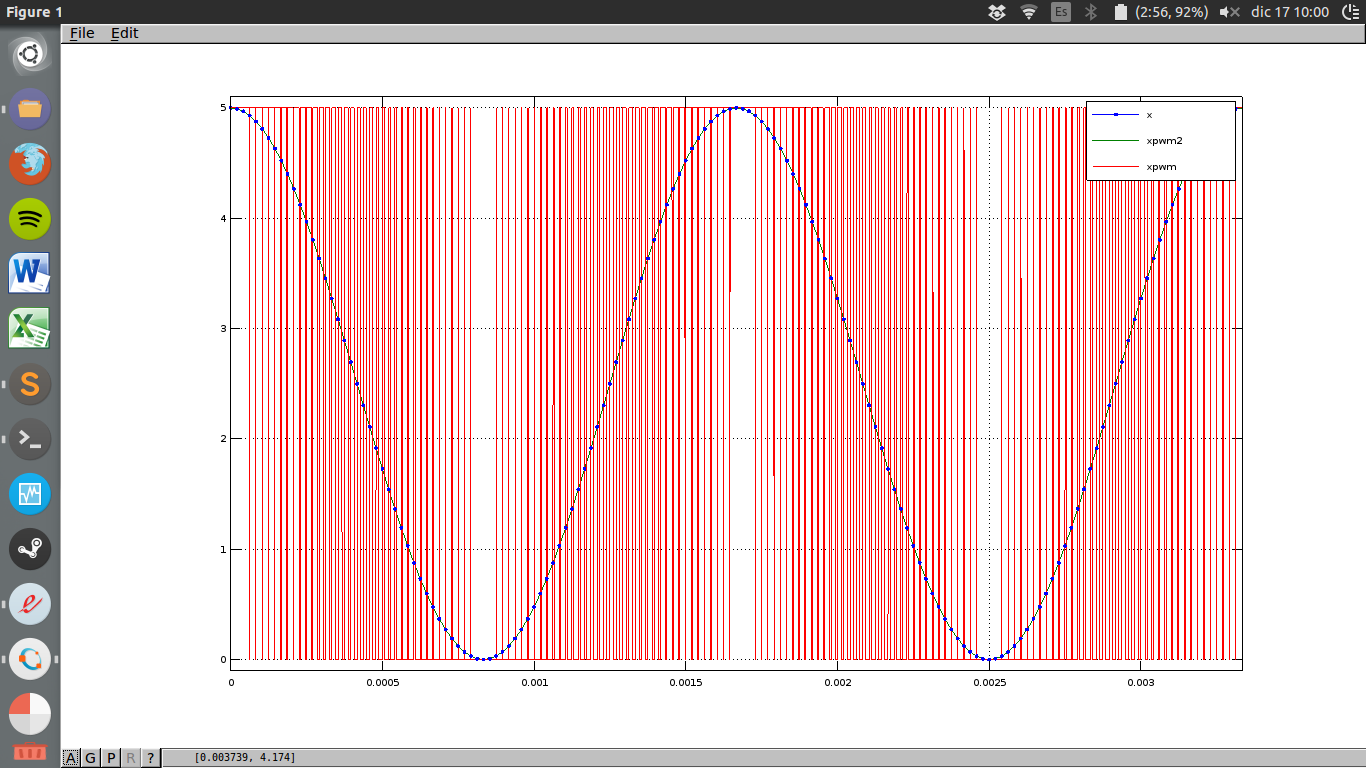 Figure 1
Es
(2:56, 92%)
dic 17 10:00
File Edit
W
X
S
>_
5
4
3
2
1
0
x
xpwm2
xpwm
0 0.0005 0.001 0.0015 0.002 0.0025 0.003
A G P R ?
[0.003739, 4.174]